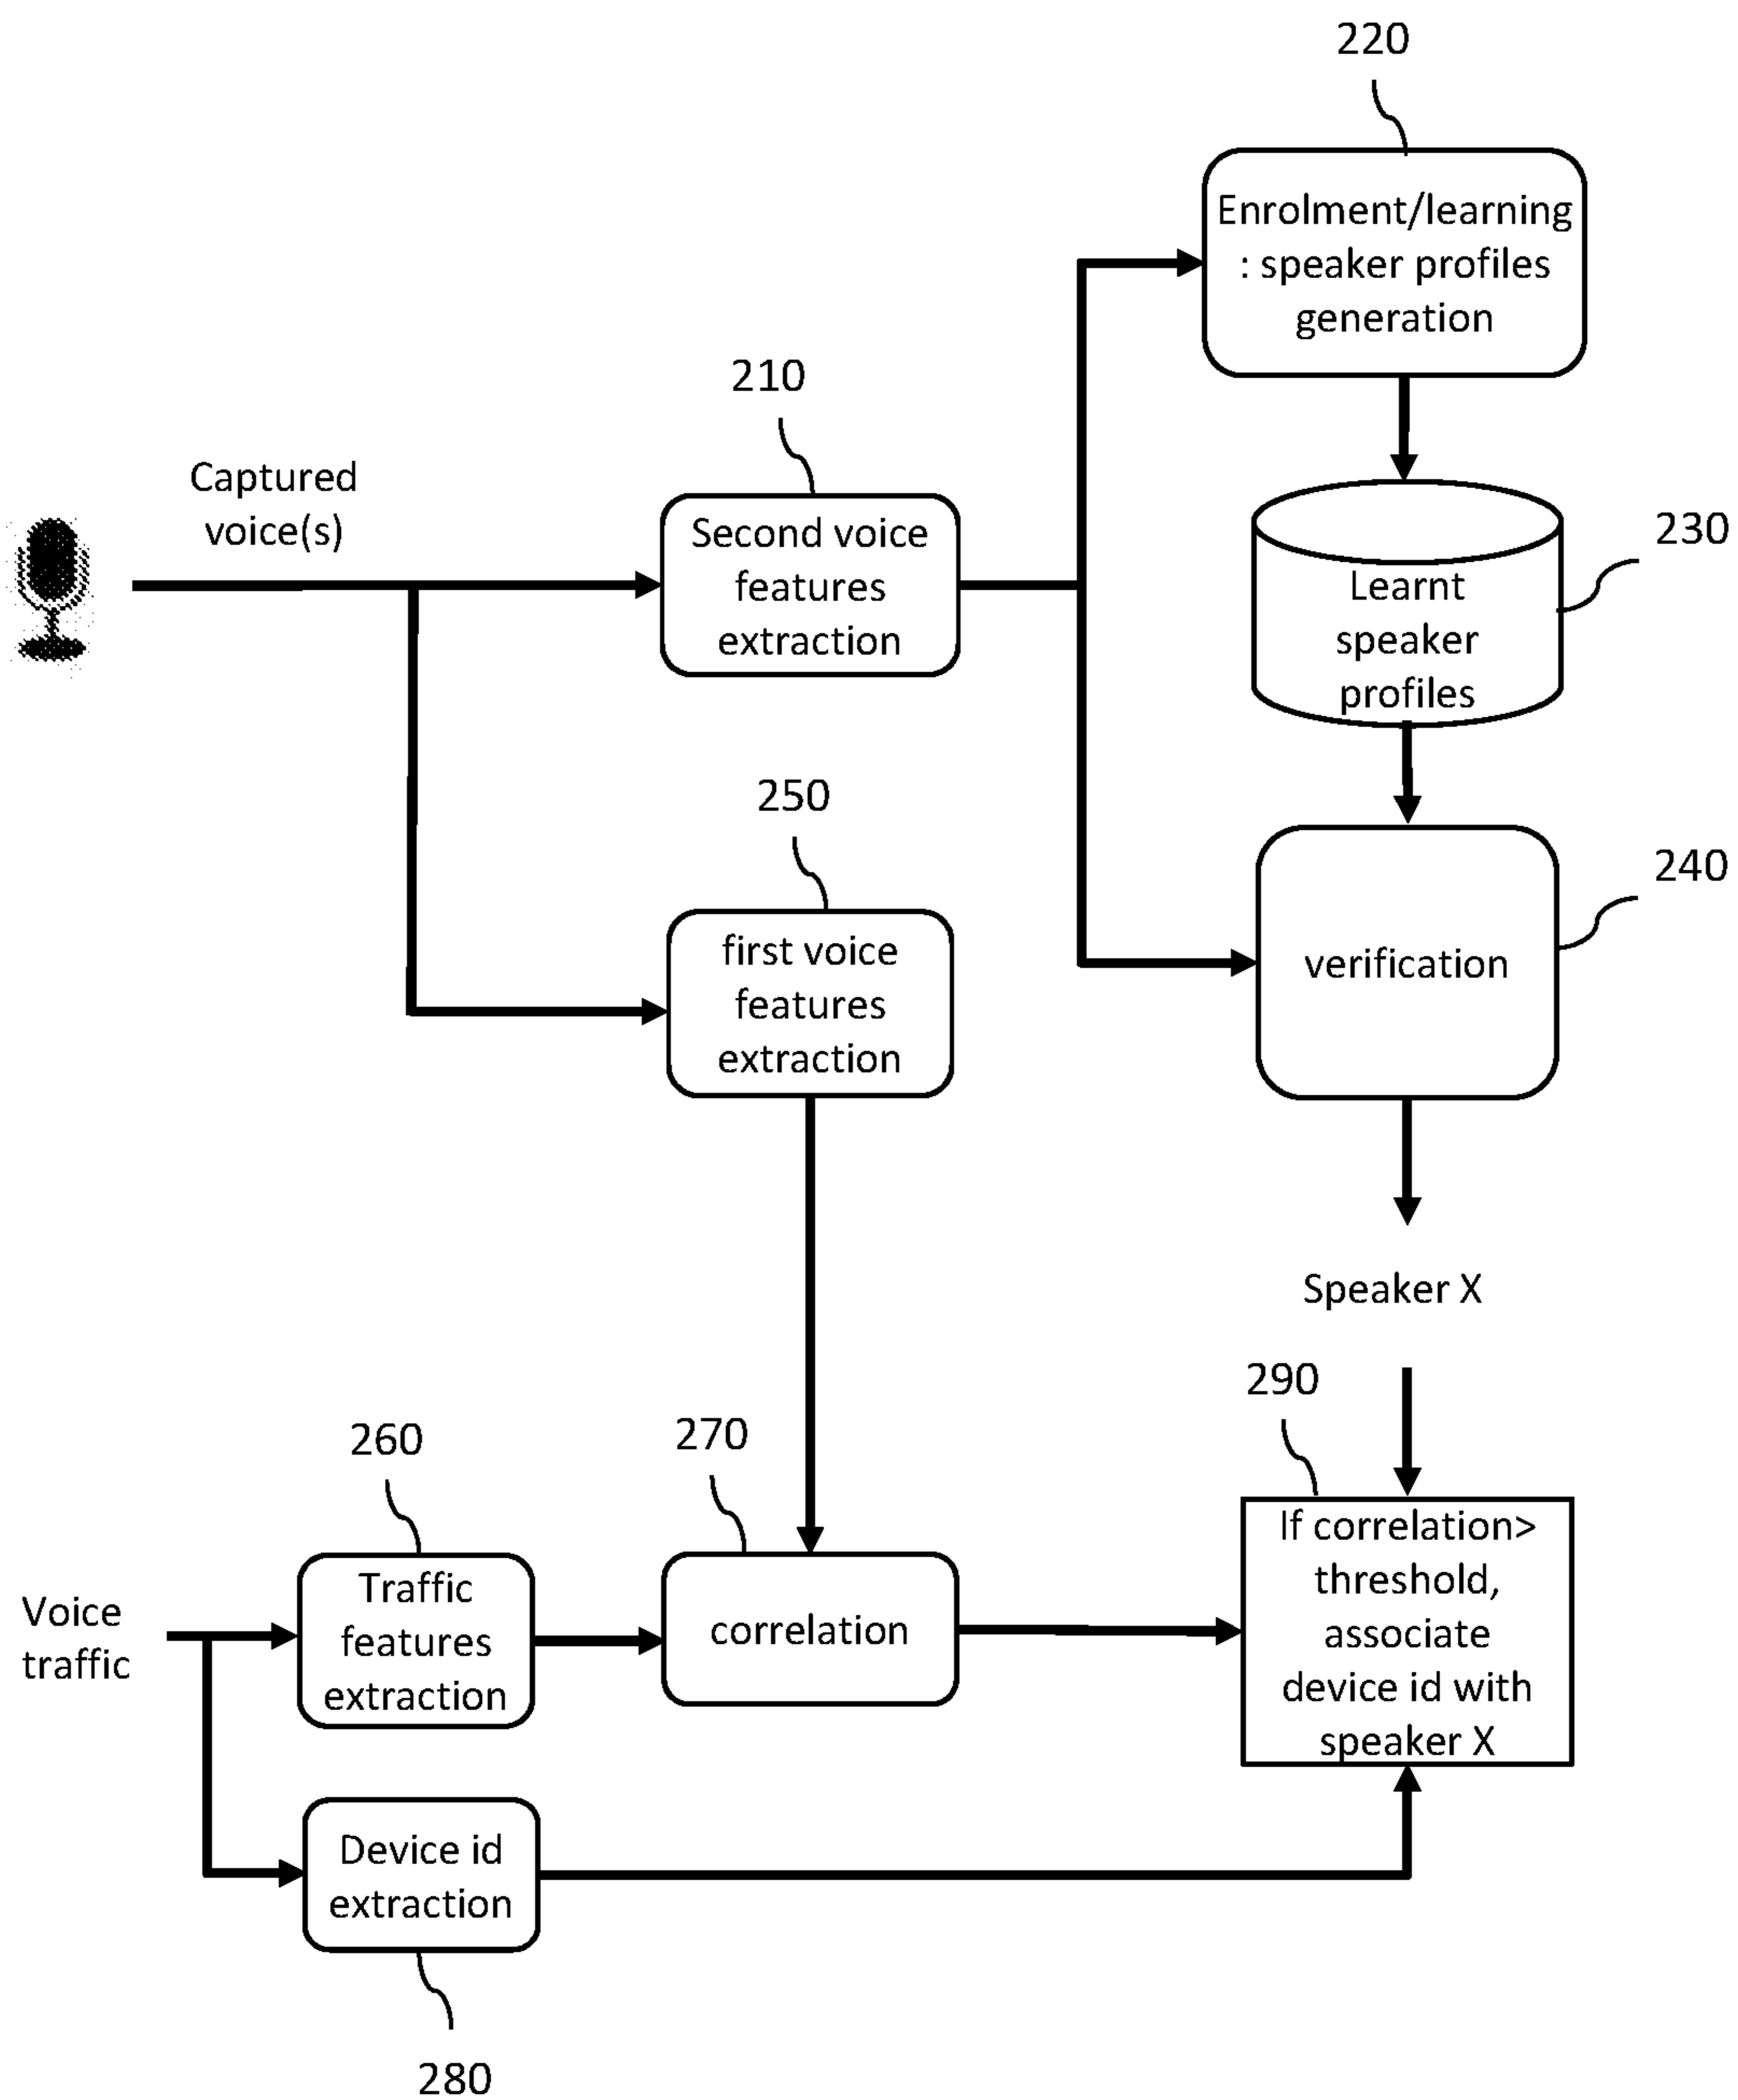 220
Enrolment/learning
: speaker profiles
generation
210
Captured
voice(s)
Second voice
features
extraction
230
Learnt
speaker
profiles
250
240
first voice
features
extraction
verification
Speaker X
290
260
270
If correlation>
threshold,
associate
device id with
speaker X
Traffic
features
extraction
correlation
Voice
traffic
Device id
extraction
280